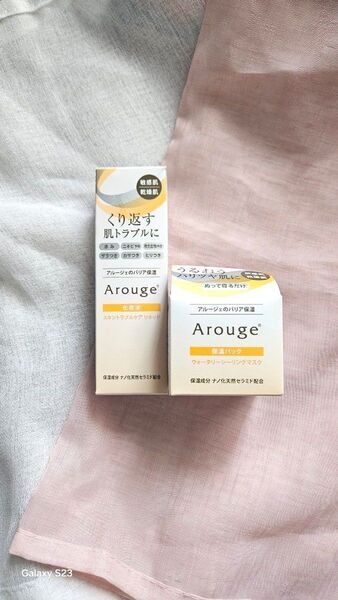 敏感肌
乾燥肌
くり返す
肌トラブルに
赤み
ニキビや
ザラつき
カサつき
ヒリつき
アルージェのバリア保湿
Arouge®
化粧液
スキントラブルケア リキッド
保湿成分 ナノ化天然セラミド配合
うるおう
ハリツヤ肌に
ぬって寝るだけ
アルージェのバリア保湿
Arouge®
保湿パック
ウォータリーシーリングマスク
保湿成分 ナノ化天然セラミド配合
Galaxy S23